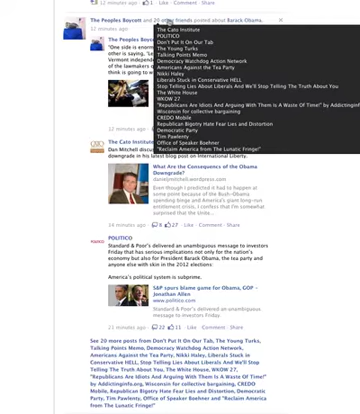 12 minutes ago · 1 · Like · Comment · Share
The Peoples Boycott and 20 other friends posted about Barack Obama.
12 minutes ago
The Cato Institute
POLITICO
Don't Put It On Our Tab
The Young Turks
Talking Points Memo
Democracy Watchdog Action Network
Americans Against the Tea Party
Nikki Haley
Liberals Stuck in Conservative HELL
Stop Telling Lies About Liberals And We'll Stop Telling The Truth About You.
The White House
WKOW 27
"Republicans Are Idiots And Arguing With Them Is A Waste Of Time!" by Addictinginf
Wisconsin for collective bargaining
CREDO Mobile
Republican Bigotry Hate Fear Lies and Distortion
Democratic Party
Tim Pawlenty
Office of Speaker Boehner
"Reclaim America From The Lunatic Fringe!"
The Peoples Boy
"One side is enorm
other is saying, 'Le
Vermont independe
of the lawmakers q
think is going to w
12 minutes ago ·
The Cato Institute
Dan Mitchell discus
downgrade in his latest blog post on International Liberty.
What Are the Consequences of the Obama
Downgrade?
danieljmitchell.wordpress.com
Even though I predicted it had to happen at
some point because of the Bush-Obama
spending binge and America's giant long-run
entitlement crisis, I confess that I'm somewhat
surprised that the Unite...
14 minutes ago · 8 27 · Like · Comment · Share
POLITICO
POLITICO
Standard & Poor's delivered an unambiguous message to investors
Friday that has serious implications not only for the nation's
economy but also for President Barack Obama, the tea party and
anyone else with skin in the 2012 elections:
America's political system is subprime.
S&P spurs blame game for Obama, GOP -
Jonathan Allen
www.politico.com
Standard & Poor's delivered an unambiguous
message to investors Friday.
21 minutes ago · 22 11 · Like · Comment · Share
See 20 more posts from Don't Put It On Our Tab, The Young Turks,
Talking Points Memo, Democracy Watchdog Action Network,
Americans Against the Tea Party, Nikki Haley, Liberals Stuck in
Conservative HELL, Stop Telling Lies About Liberals And We'll Stop
Telling The Truth About You, The White House, WKOW 27,
"Republicans Are Idiots And Arguing With Them Is A Waste Of Time!"
by Addictinginfo.org, Wisconsin for collective bargaining, CREDO
Mobile, Republican Bigotry Hate Fear Lies and Distortion, Democratic
Party, Tim Pawlenty, Office of Speaker Boehner and "Reclaim America
From The Lunatic Fringe!"